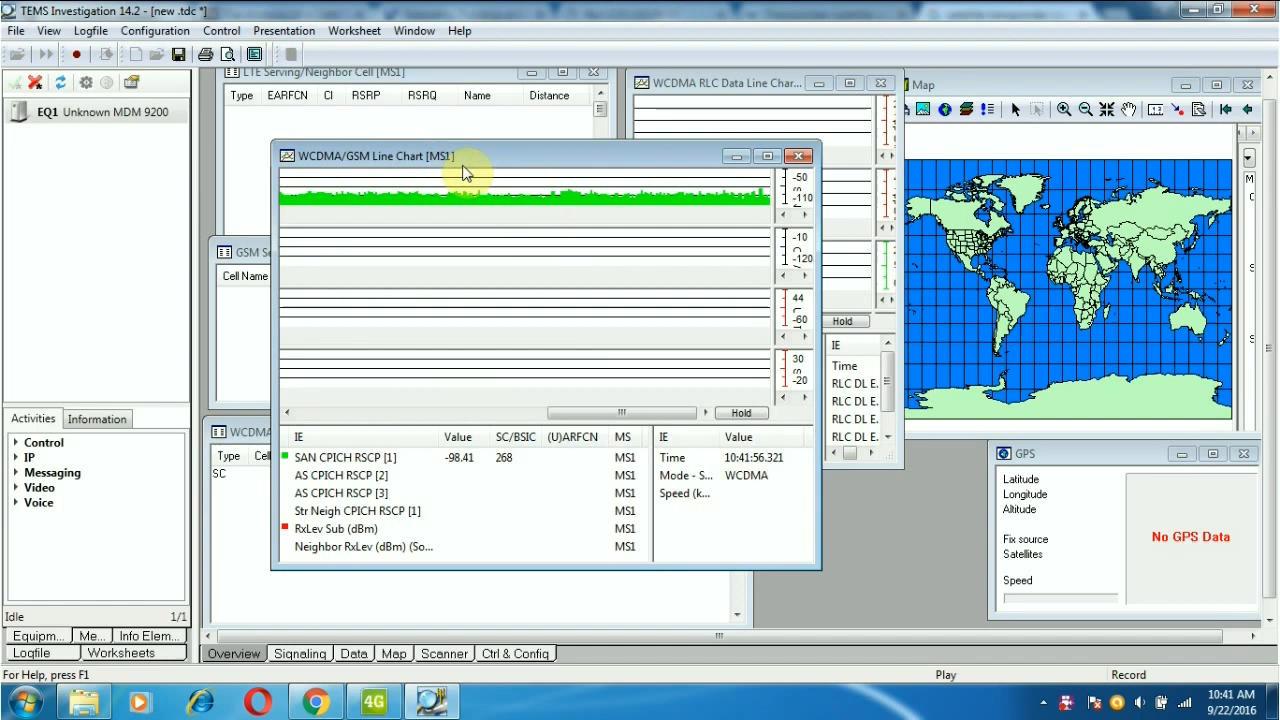 TEMS Investigation 14.2 - [new .tdc *]
File View Logfile Configuration Control Presentation Worksheet Window Help
EQ1 Unknown MDM 9200
Activities Information
Control
IP
Messaging
Video
Voice
Idle 1/1
Equipm... Me... Info Elem...
Logfile Worksheets
LTE Serving/Neighbor Cell [MS1]
Type EARFCN CI RSRP RSRQ Name Distance
WCDMA RLC Data Line Char...
Hold
IE
Time
RLC DL E.
RLC DL E.
RLC DL E.
RLC DL E.
GSM Se
Cell Name
WCDMA
Type Cel
SC
WCDMA/GSM Line Chart [MS1]
-50
-110
-10
-120
44
-60
30
-20
Hold
IE Value SC/BSIC (U)ARFCN MS
SAN CPICH RSCP [1] -98.41 268 MS1
AS CPICH RSCP [2] MS1
AS CPICH RSCP [3] MS1
Str Neigh CPICH RSCP [1] MS1
RxLev Sub (dBm) MS1
Neighbor RxLev (dBm) (So... MS1
IE Value
Time 10:41:56.321
Mode - S... WCDMA
Speed (k...
Map
GPS
Latitude
Longitude
Altitude
Fix source
Satellites
Speed
No GPS Data
Overview Signaling Data Map Scanner Ctrl & Config
For Help, press F1 Play Record
4G
10:41 AM
9/22/2016